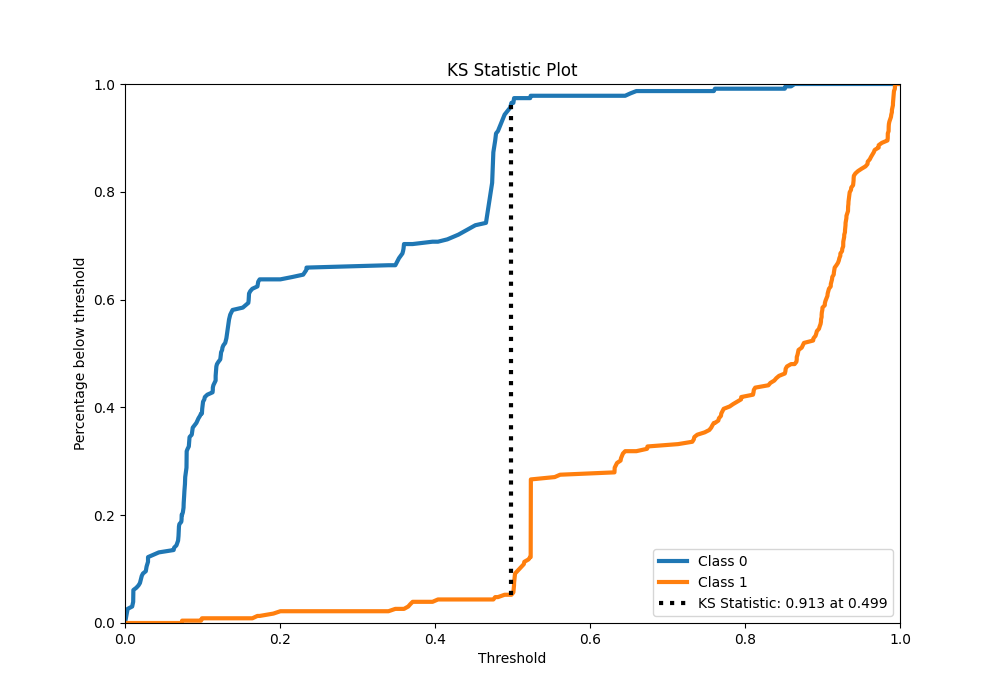 KS Statistic Plot
Percentage below threshold
1.0
0.8
0.6
0.4
0.2
0.0
0.0 0.2 0.4 0.6 0.8 1.0
Threshold
Class 0
Class 1
KS Statistic: 0.913 at 0.499